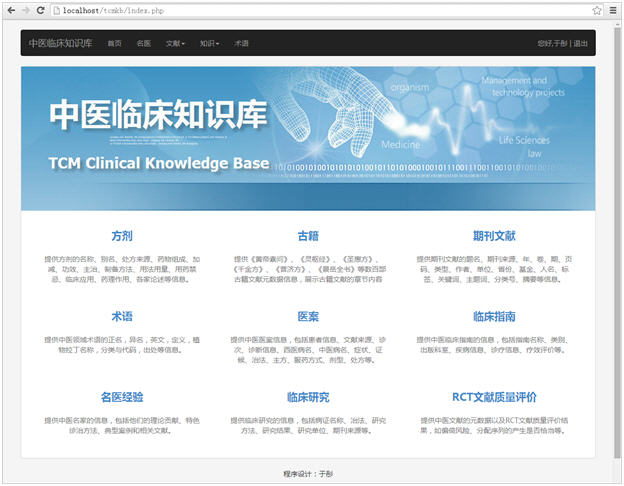 localhost/tcmkb/index.php
中医临床知识库 首页 名医 文献 知识 术语 您好,于彤 | 退出
organism
Management and
technology projects
中医临床知识库
Medicine
Life Sciences
law
TCM Clinical Knowledge Base
方剂 古籍 期刊文献
提供方剂的名称、别名、处方来源、药物组成、加
减、功效、主治、制备方法、用法用量、用药禁
忌、临床应用、药理作用、各家论述等信息。
提供《黄帝素问》、《灵枢经》、《圣惠方》、
《千金方》、《普济方》、《景岳全书》等数百部
古籍文献元数据信息，展示古籍文献的章节内容
提供期刊文献的题名、期刊来源、年、卷、期、页
码、类型、作者、单位、省份、基金、人名、标
签、关键词、主题词、分类号、摘要等信息。
术语 医案 临床指南
提供中医领域术语的正名，异名，英文，定义，植
物拉丁名称，分类与代码，出处等信息。
提供中医医案信息，包括患者信息、文献来源、诊
次、诊断信息、西医病名、中医病名、症状、证
候、治法、主方、服药方式、剂型、处方等。
提供中医临床指南的信息，包括指南名称、类别、
出版科室、疾病信息、诊疗信息、疗效评价等。
名医经验 临床研究 RCT文献质量评价
提供中医名家的信息，包括他们的理论贡献、特色
诊治方法、典型案例和相关文献。
提供临床研究的信息，包括病证名称、治法、研究
方法、研究结果、研究单位、期刊来源等。
提供中医文献的元数据以及RCT文献质量评价结
果，如偏倚风险、分配序列的产生是否恰当等。
程序设计：于彤